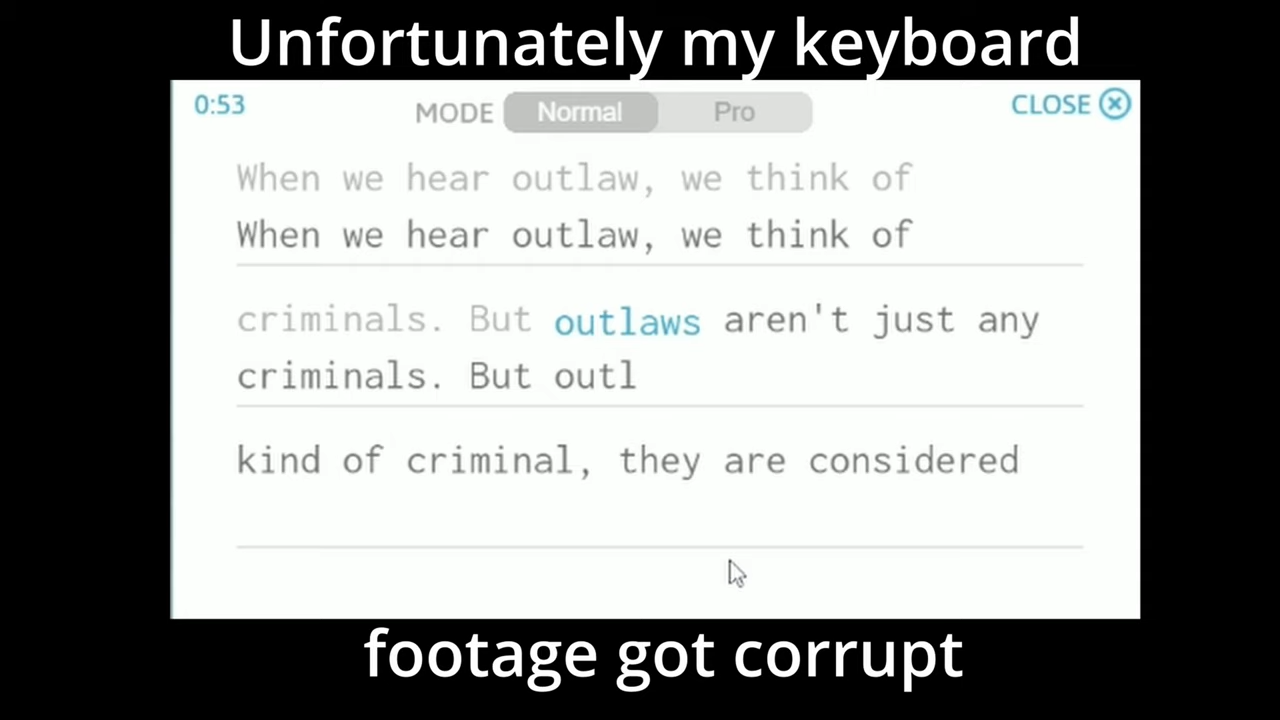 Unfortunately my keyboard
0:53 MODE Normal Pro CLOSE
When we hear outlaw, we think of
When we hear outlaw, we think of
criminals. But outlaws aren't just any
criminals. But outl
kind of criminal, they are considered
footage got corrupt